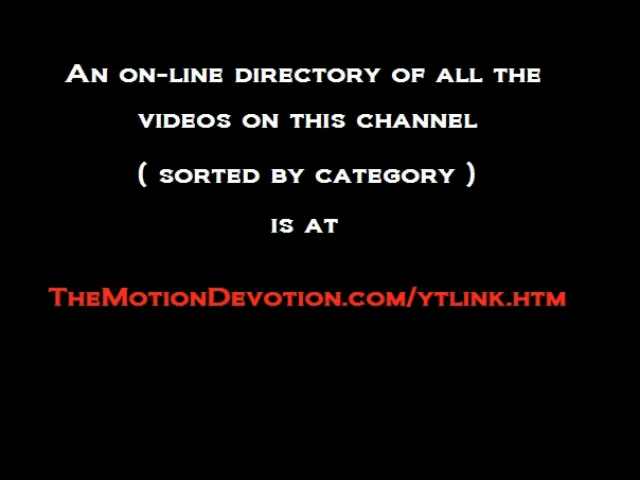 An on-line directory of all the
videos on this channel
( sorted by category )
is at
TheMotionDevotion.com/ytlink.htm